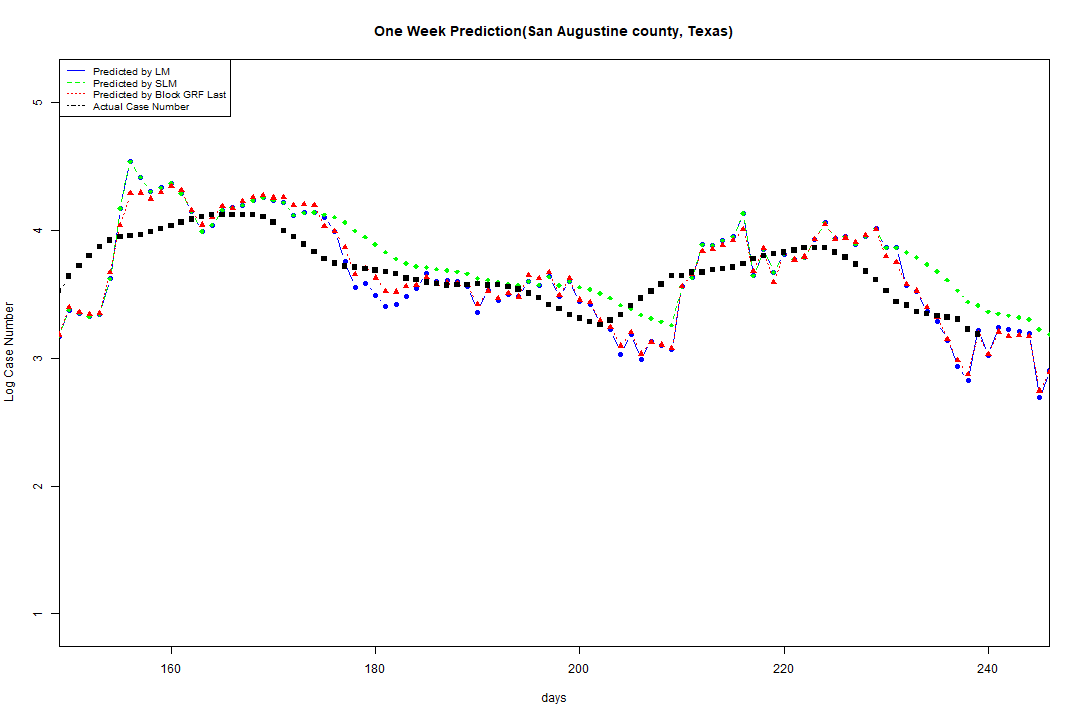 One Week Prediction(San Augustine county, Texas)
Predicted by LM
Predicted by SLM
Predicted by Block GRF Last
Actual Case Number
5
4
3
2
1
Log Case Number
160 180 200 220 240
days